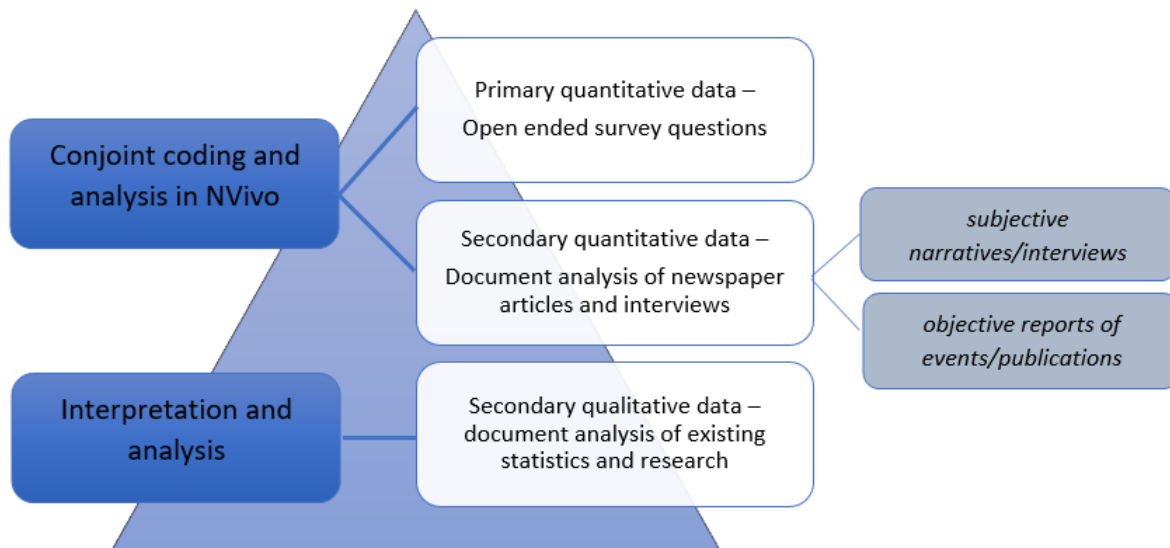 Conjoint coding and
analysis in NVivo
Primary quantitative data –
Open ended survey questions
Secondary quantitative data –
Document analysis of newspaper
articles and interviews
subjective
narratives/interviews
objective reports of
events/publications
Interpretation and
analysis
Secondary qualitative data –
document analysis of existing
statistics and research